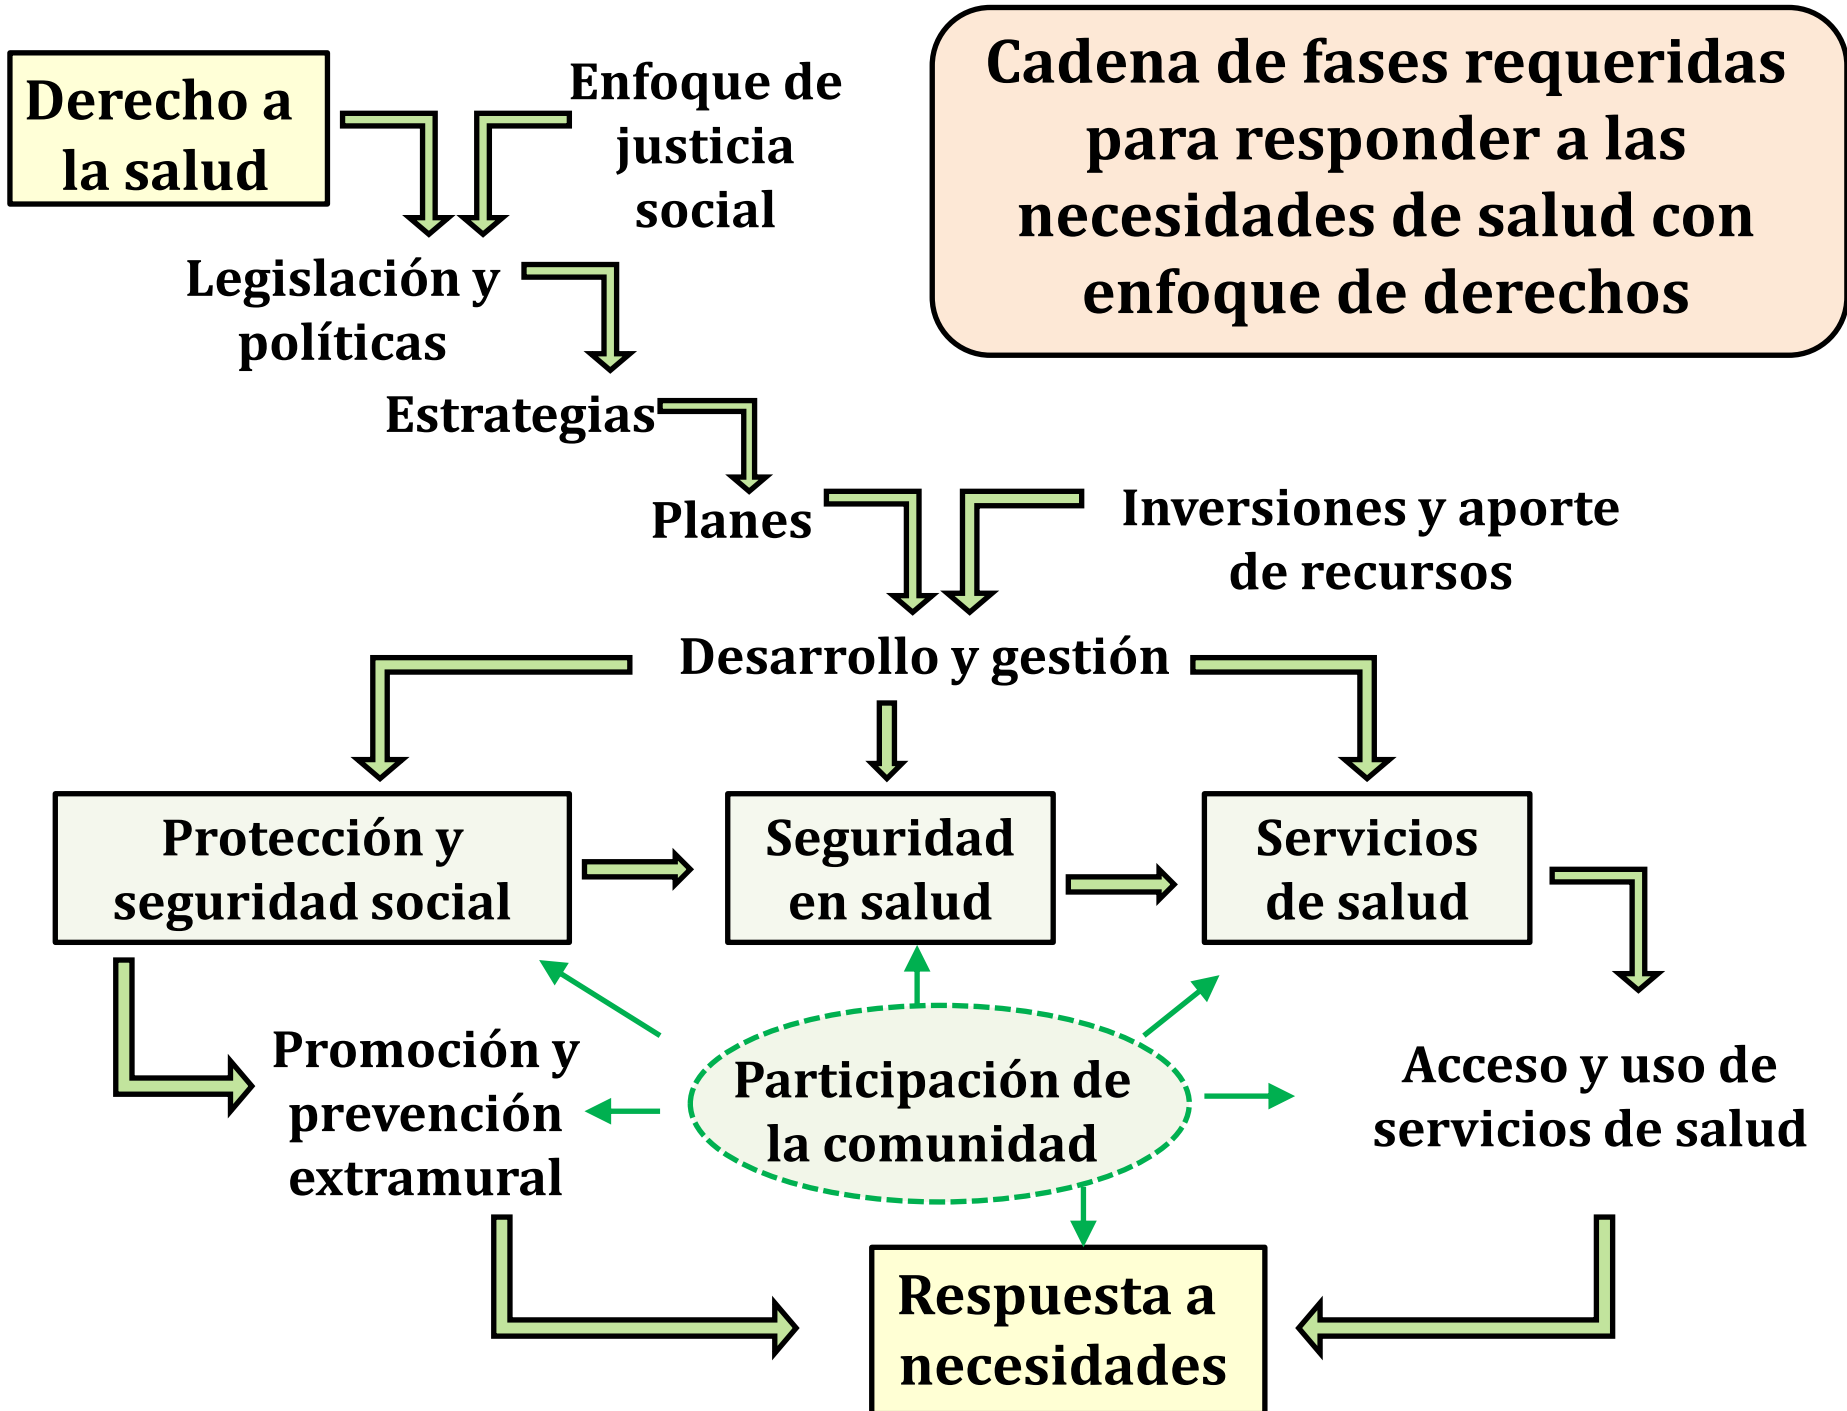 Derecho a
la salud
Enfoque de
justicia
social
Cadena de fases requeridas
para responder a las
necesidades de salud con
enfoque de derechos
Legislación y
políticas
Estrategias
Planes
Inversiones y aporte
de recursos
Desarrollo y gestión
Protección y
seguridad social
Seguridad
en salud
Servicios
de salud
Promoción y
prevención
extramural
Participación de
la comunidad
Acceso y uso de
servicios de salud
Respuesta a
necesidades